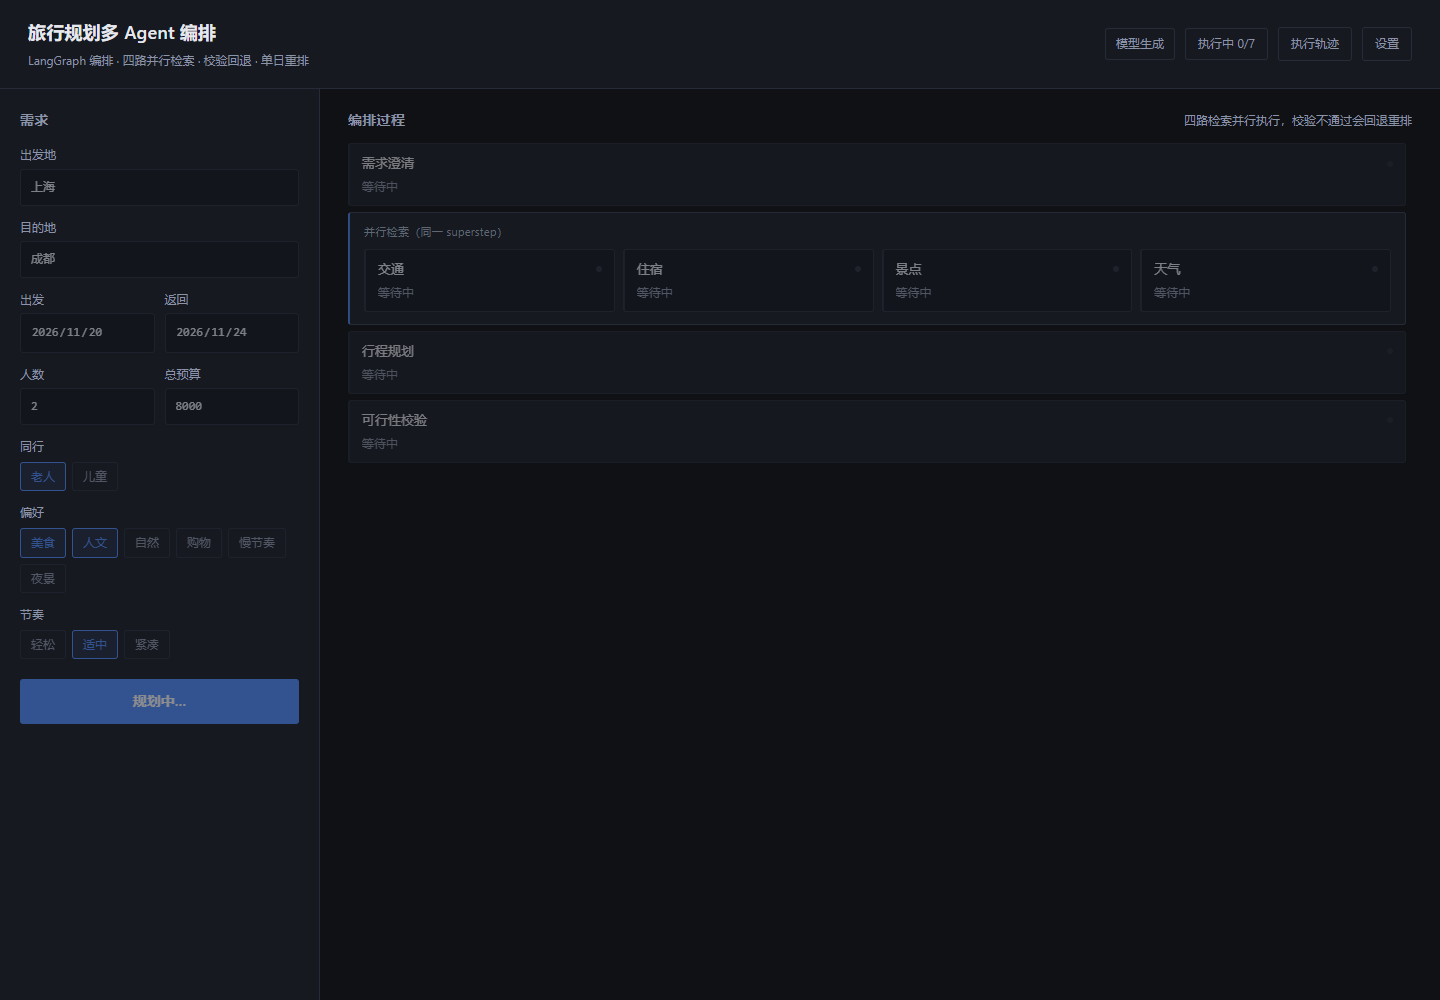 旅行规划多 Agent 编排
LangGraph 编排 · 四路并行检索 · 校验回退 · 单日重排
模型生成
执行中 0/7
执行轨迹
设置
需求
出发地
上海
目的地
成都
出发
返回
2026/11/20
2026/11/24
人数
总预算
2
8000
同行
老人
儿童
偏好
美食
人文
自然
购物
慢节奏
夜景
节奏
轻松
适中
紧凑
规划中...
编排过程
四路检索并行执行，校验不通过会回退重排
需求澄清
等待中
并行检索（同一 superstep）
交通
等待中
住宿
等待中
景点
等待中
天气
等待中
行程规划
等待中
可行性校验
等待中